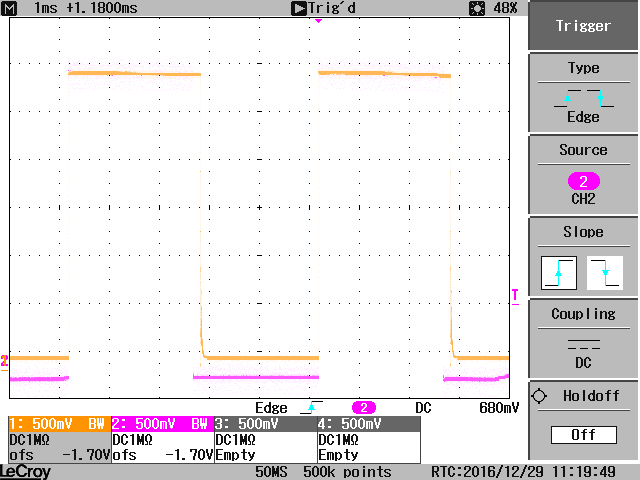 M 1ms +1.1800ms Trig'd 48%
Trigger
Type
Edge
Source
2
CH2
Slope
T
Coupling
DC
2
Holdoff
Off
Edge 2 DC 680mV
1: 500mV BW 2: 500mV BW 3: 500mV 4: 500mV
DC1MΩ DC1MΩ DC1MΩ DC1MΩ
ofs -1.70V ofs -1.70V Empty Empty
LeCroy 50MS 500k points RTC:2016/12/29 11:19:49